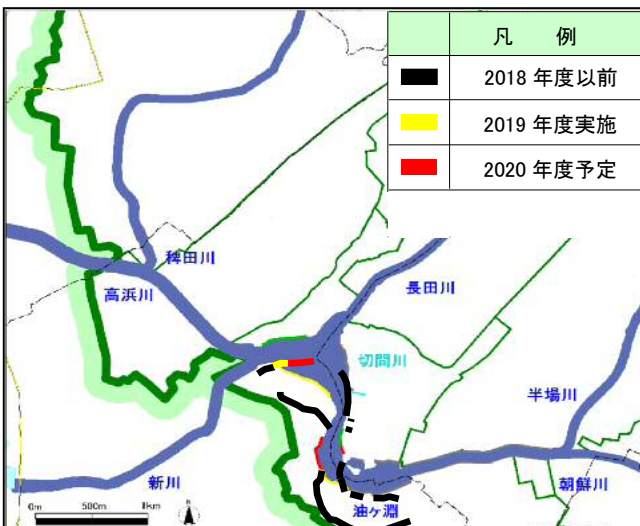 凡 例
2018 年度以前
2019 年度実施
2020 年度予定
稗田川
高浜川
長田川
切間川
半場川
新川
油ヶ淵
朝鮮川
0m 500m 1km